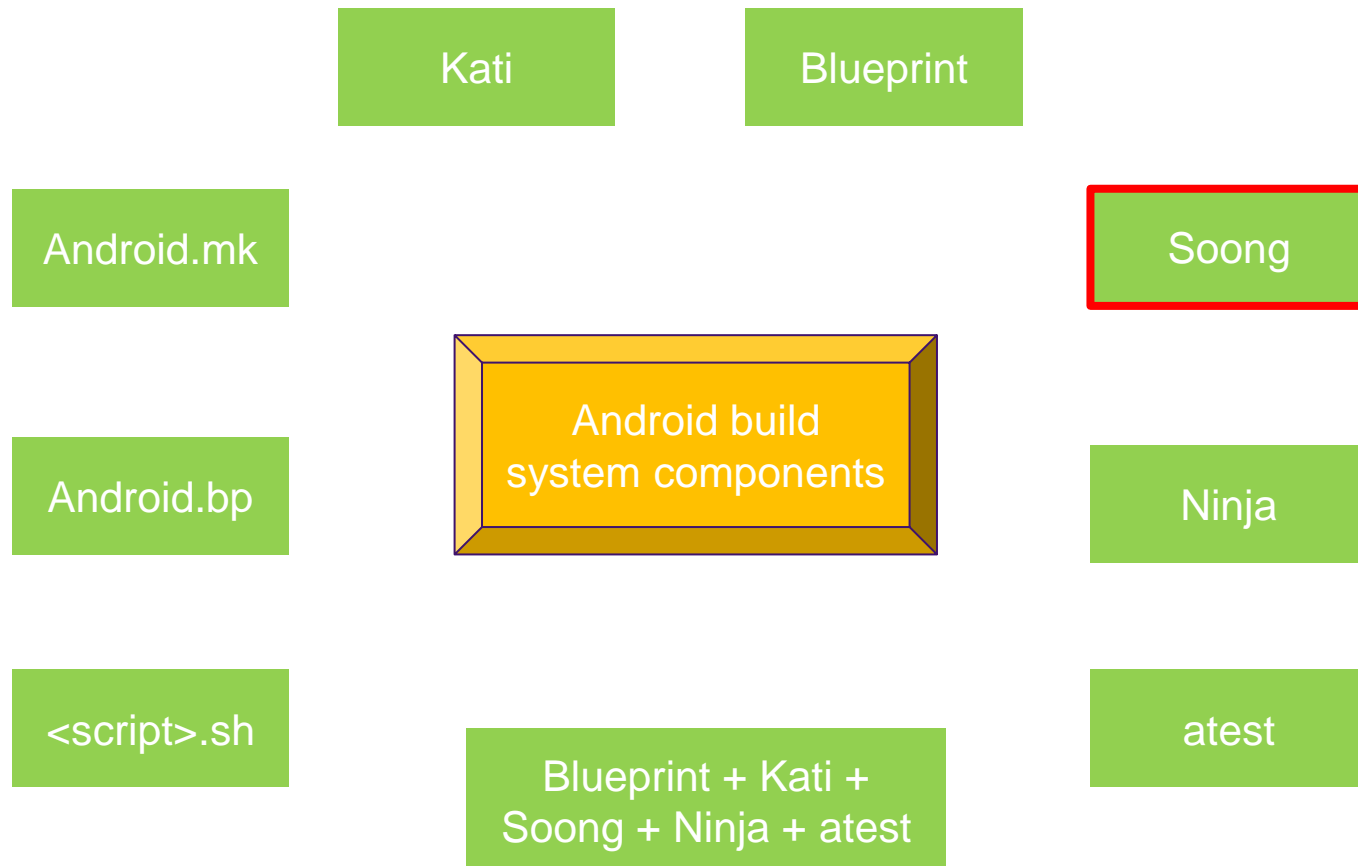 Kati
Blueprint
Android.mk
Soong
Android build
system components
Android.bp
Ninja
<script>.sh
atest
Blueprint + Kati +
Soong + Ninja + atest